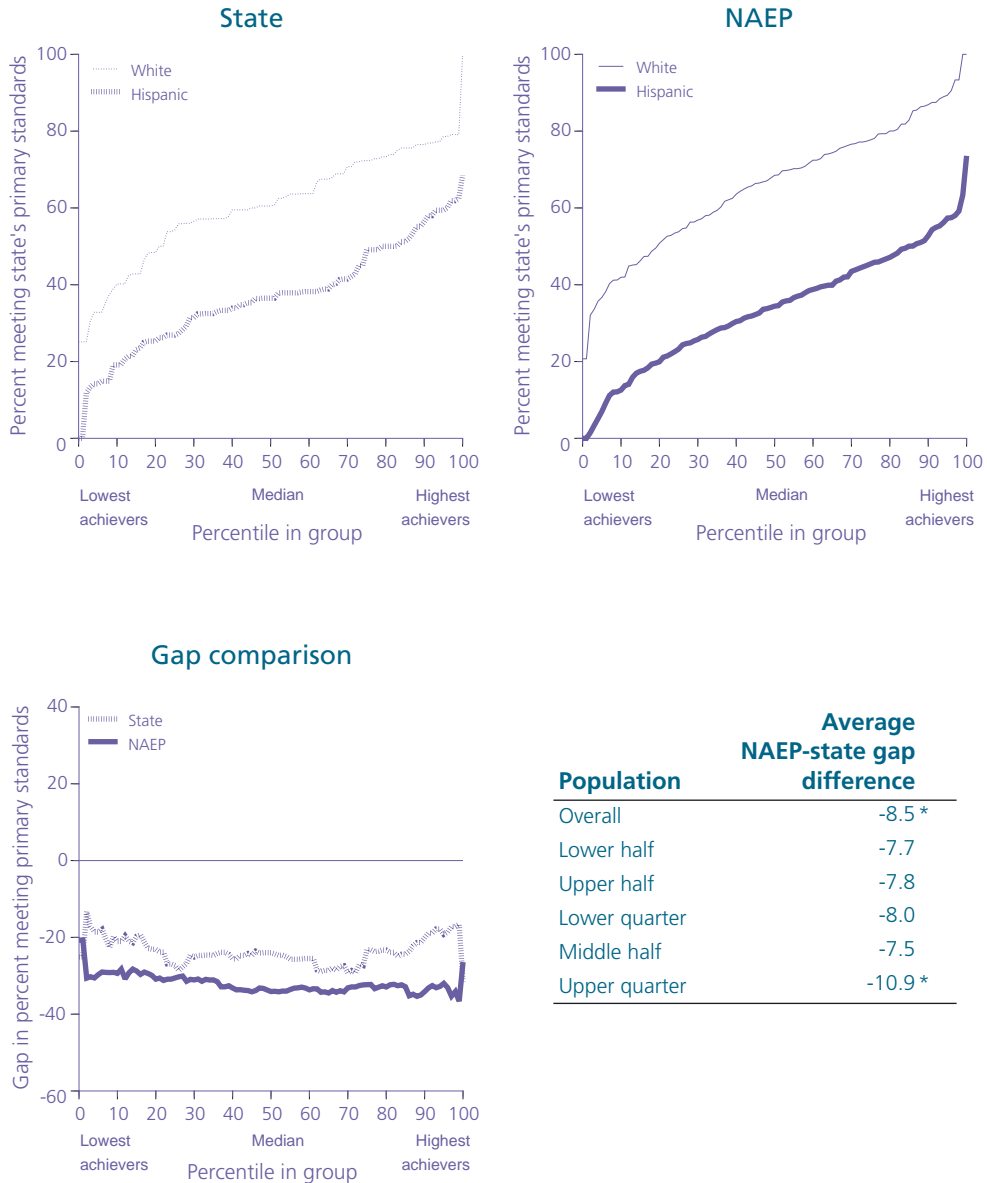 State
NAEP
Percent meeting state's primary standards
100
80
60
40
20
0
White
Hispanic
0 10 20 30 40 50 60 70 80 90 100
Lowest achievers
Median
Highest achievers
Percentile in group
Percent meeting state's primary standards
100
80
60
40
20
0
White
Hispanic
0 10 20 30 40 50 60 70 80 90 100
Lowest achievers
Median
Highest achievers
Percentile in group
Gap comparison
Gap in percent meeting primary standards
40
20
0
-20
-40
-60
State
NAEP
0 10 20 30 40 50 60 70 80 90 100
Lowest achievers
Median
Highest achievers
Percentile in group
Average
NAEP-state gap
Population difference
Overall -8.5 *
Lower half -7.7
Upper half -7.8
Lower quarter -8.0
Middle half -7.5
Upper quarter -10.9 *